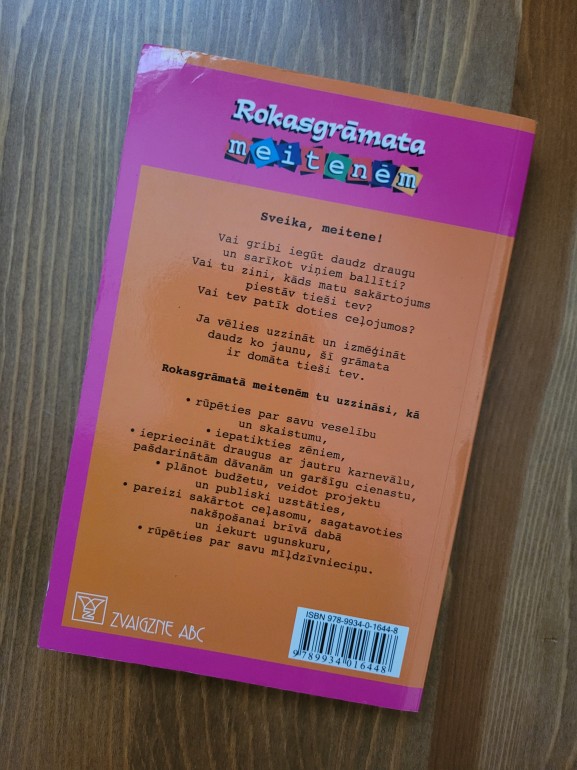 Rokasgrāmata
meitenēm
Sveika, meitene!
Vai gribi iegūt daudz draugu
un sarīkot viņiem ballīti?
Vai tu zini, kāds matu sakārtojums
piestāv tieši tev?
Vai tev patīk doties ceļojumos?
Ja vēlies uzzināt un izmēģināt
daudz ko jaunu, šī grāmata
ir domāta tieši tev.
Rokasgrāmatā meitenēm tu uzzināsi, kā
• rūpēties par savu veselību
un skaistumu,
• iepatikties zēniem,
• iepriecināt draugus ar jautru karnevālu,
pašdarinātām dāvanām un garšīgu cienastu,
• plānot budžetu, veidot projektu
un publiski uzstāties,
• pareizi sakārtot ceļasomu, sagatavoties
nakšņošanai brīvā dabā
un iekurt ugunskuru,
• rūpēties par savu mīļdzīvnieciņu.
ZVAIGZNE ABC
ISBN 978-9934-0-1644-8
9 789934 016448